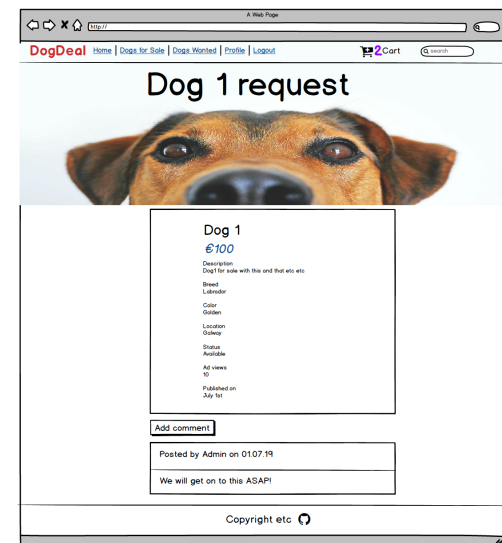 A Web Page
http://
DogDeal Home | Dogs for Sale | Dogs Wanted | Profile | Logout 2 Cart search
Dog 1 request
Dog 1
€100
Description
Dog1 for sale with this and that etc etc
Breed
Labrador
Color
Golden
Location
Galway
Status
Available
Ad views
10
Published on
July 1st
Add comment
Posted by Admin on 01.07.19
We will get on to this ASAP!
Copyright etc